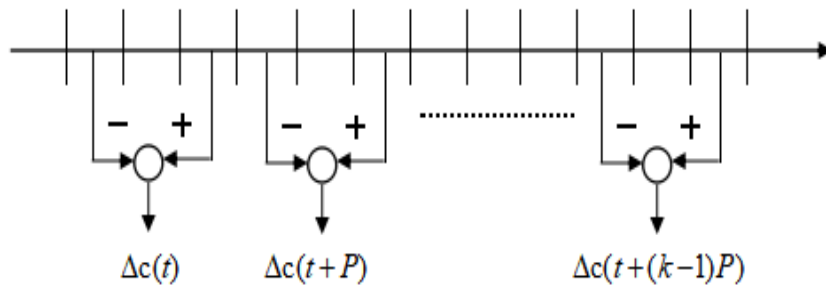 − + − + − +
Δc(t) Δc(t+P) Δc(t+(k−1)P)